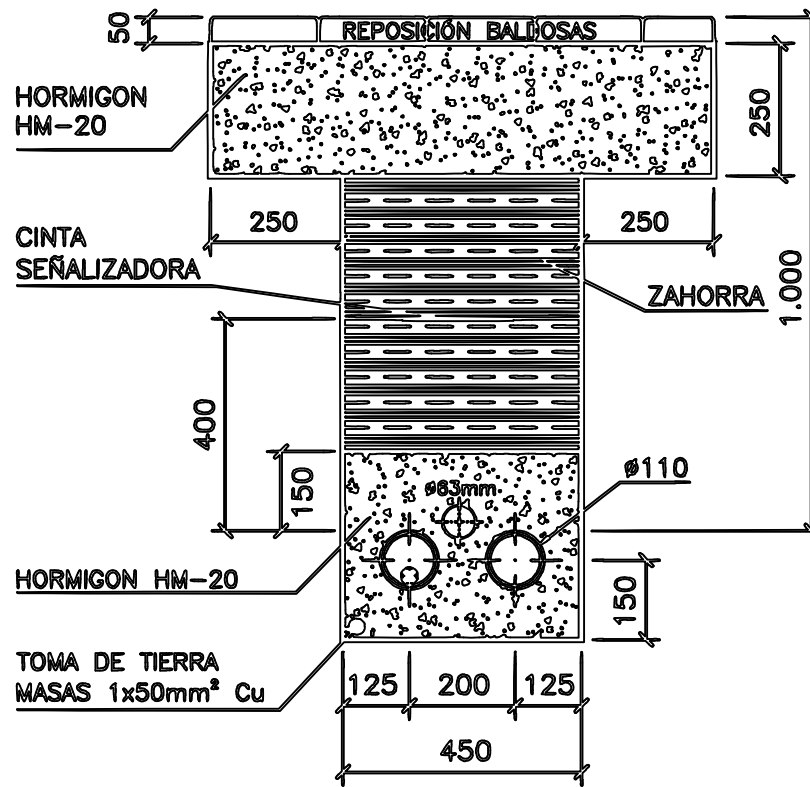 50
REPOSICIÓN BALDOSAS
HORMIGON
HM-20
250
250
250
CINTA
SEÑALIZADORA
ZAHORRA
1.000
400
150
ø63mm
ø110
HORMIGON HM-20
150
TOMA DE TIERRA
MASAS 1x50mm² Cu
125 200 125
450